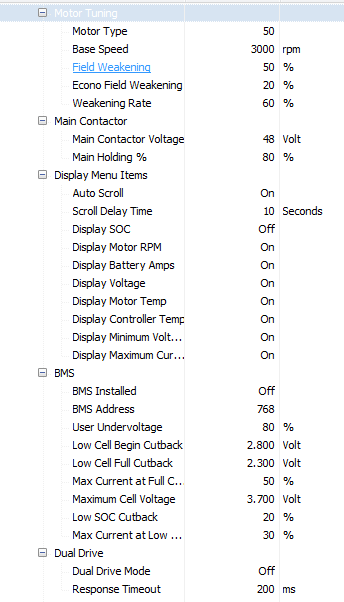 Motor Tuning
Motor Type 50
Base Speed 3000 rpm
Field Weakening 50 %
Econo Field Weakening 20 %
Weakening Rate 60 %
Main Contactor
Main Contactor Voltage 48 Volt
Main Holding % 80 %
Display Menu Items
Auto Scroll On
Scroll Delay Time 10 Seconds
Display SOC Off
Display Motor RPM On
Display Battery Amps On
Display Voltage On
Display Motor Temp On
Display Controller Temp On
Display Minimum Volt... On
Display Maximum Cur... On
BMS
BMS Installed Off
BMS Address 768
User Undervoltage 80 %
Low Cell Begin Cutback 2.800 Volt
Low Cell Full Cutback 2.300 Volt
Max Current at Full C... 50 %
Maximum Cell Voltage 3.700 Volt
Low SOC Cutback 20 %
Max Current at Low ... 30 %
Dual Drive
Dual Drive Mode Off
Response Timeout 200 ms